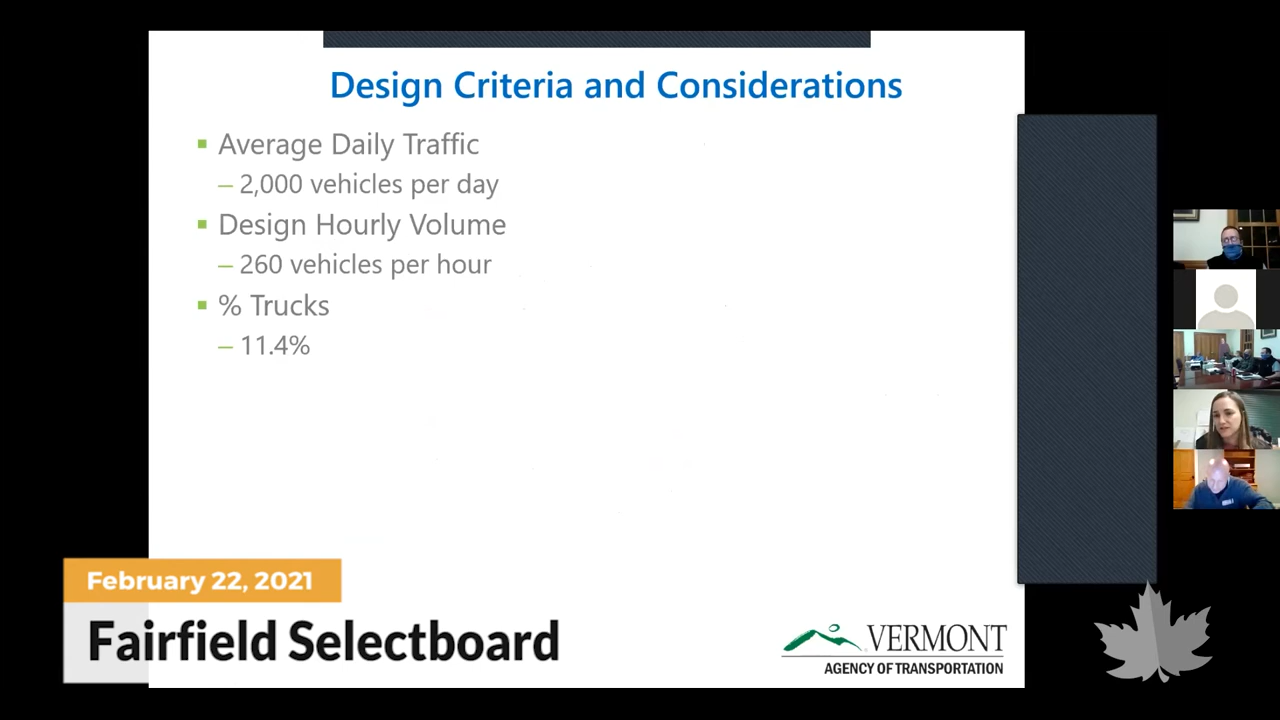 Design Criteria and Considerations
Average Daily Traffic
– 2,000 vehicles per day
Design Hourly Volume
– 260 vehicles per hour
% Trucks
– 11.4%
February 22, 2021
Fairfield Selectboard
VERMONT
AGENCY OF TRANSPORTATION